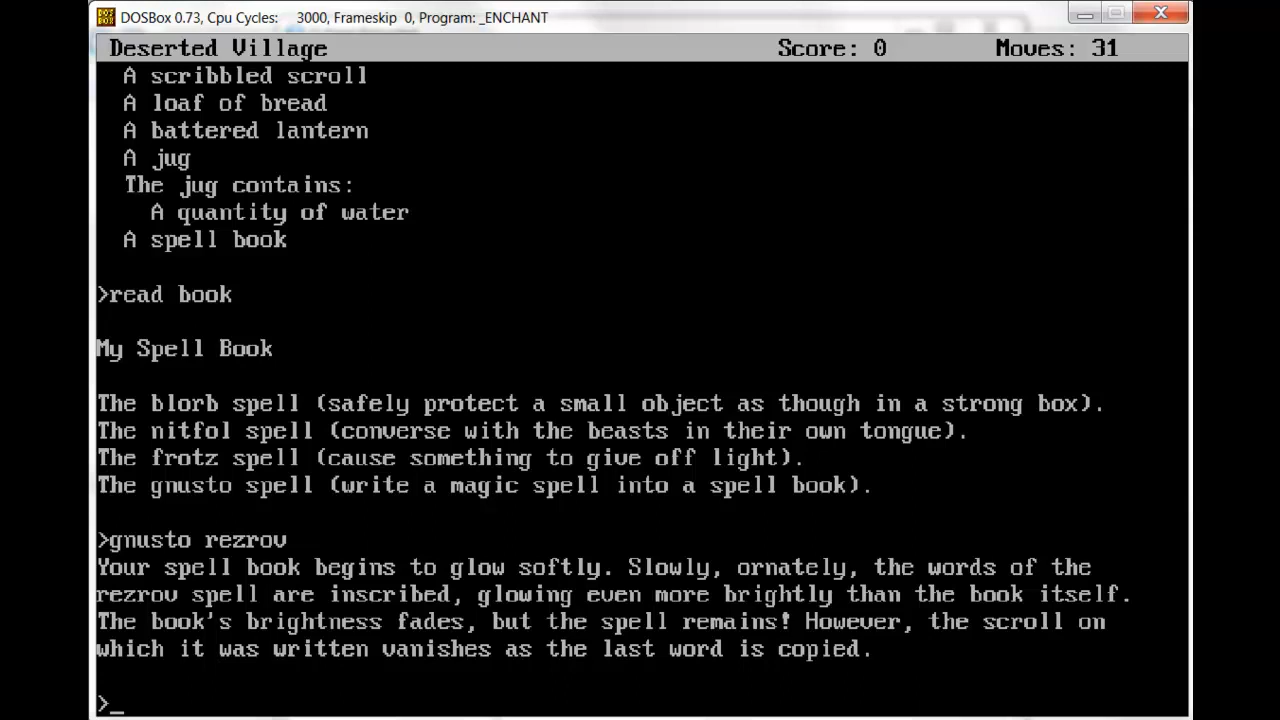 DOSBox 0.73, Cpu Cycles: 3000, Frameskip 0, Program: _ENCHANT
Deserted Village Score: 0 Moves: 31
A scribbled scroll
A loaf of bread
A battered lantern
A jug
The jug contains:
A quantity of water
A spell book
>read book
My Spell Book
The blorb spell (safely protect a small object as though in a strong box).
The nitfol spell (converse with the beasts in their own tongue).
The frotz spell (cause something to give off light).
The gnusto spell (write a magic spell into a spell book).
>gnusto rezrov
Your spell book begins to glow softly. Slowly, ornately, the words of the
rezrov spell are inscribed, glowing even more brightly than the book itself.
The book's brightness fades, but the spell remains! However, the scroll on
which it was written vanishes as the last word is copied.
>_